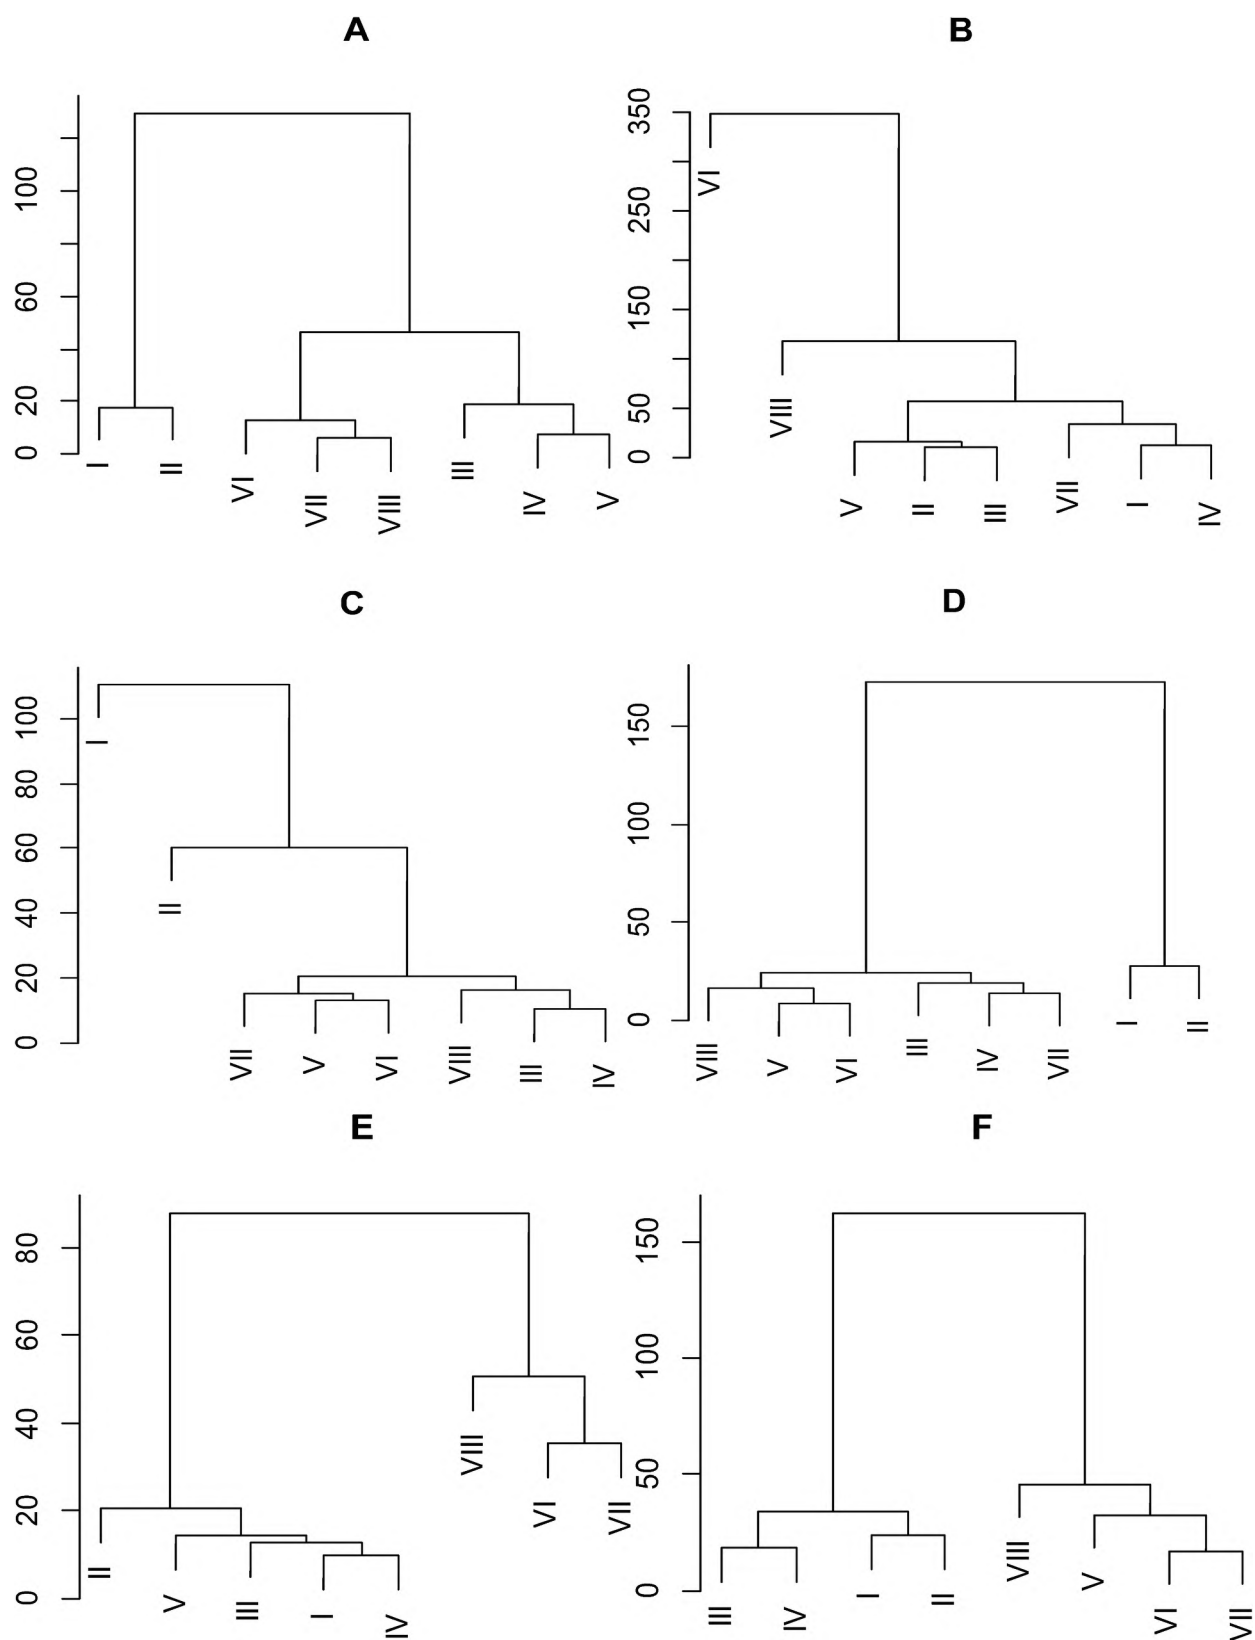 A
0 20 60 100
I II VI VII VIII III IV V
B
0 50 150 250 350
VI VIII V II III VII I IV
C
0 20 40 60 80 100
I II VII V VI VIII III IV
D
0 50 100 150
VIII V VI III IV VII I II
E
0 20 40 60 80
II V III I IV VIII VI VII
F
0 50 100 150
III IV I II VIII V VI VII